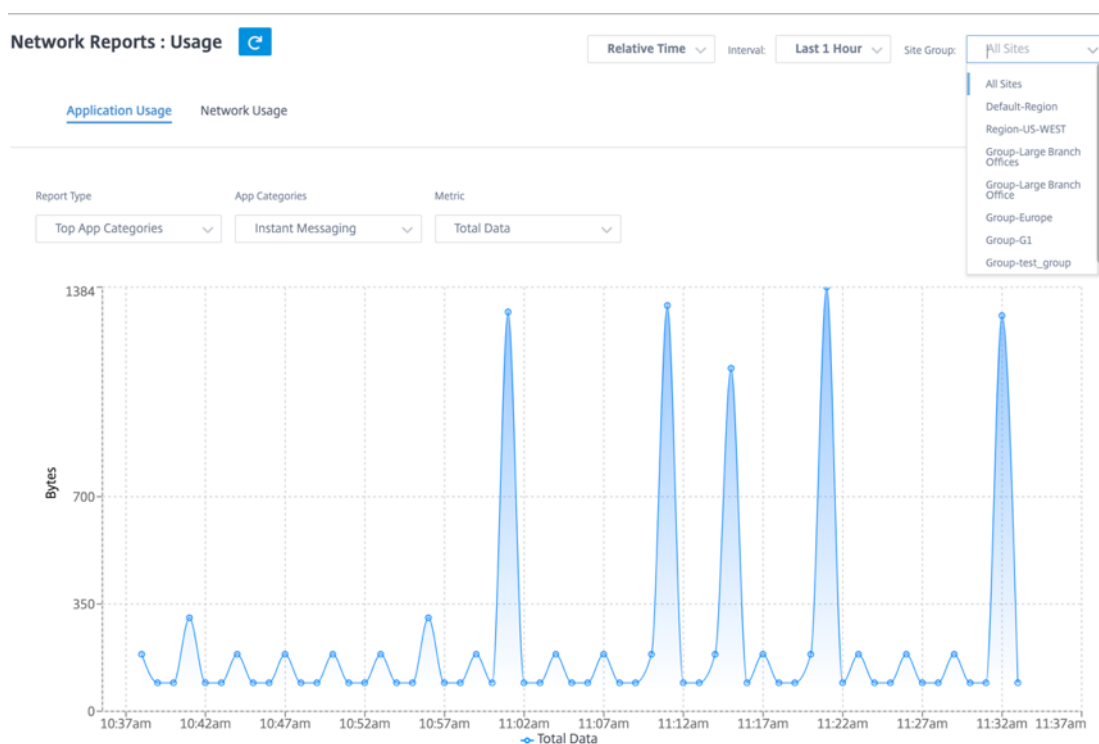 Network Reports : Usage
Relative Time
Interval:
Last 1 Hour
Site Group:
All Sites
All Sites
Default-Region
Region-US-WEST
Group-Large Branch
Offices
Group-Large Branch
Office
Group-Europe
Group-G1
Group-test_group
Application Usage
Network Usage
Report Type
App Categories
Metric
Top App Categories
Instant Messaging
Total Data
1384
700
350
0
Bytes
10:37am
10:42am
10:47am
10:52am
10:57am
11:02am
11:07am
11:12am
11:17am
11:22am
11:27am
11:32am
11:37am
Total Data